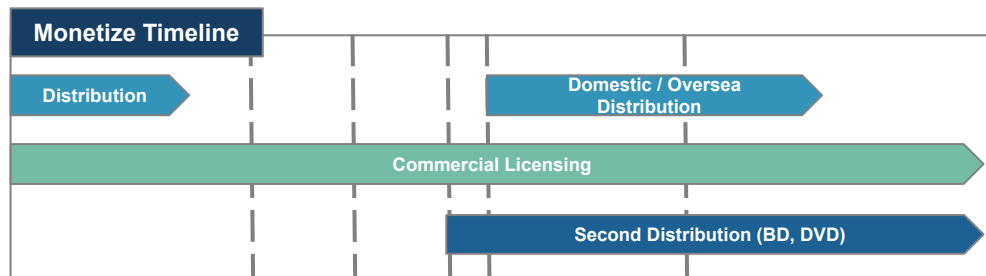 Monetize Timeline
Distribution
Domestic / Oversea
Distribution
Commercial Licensing
Second Distribution (BD, DVD)